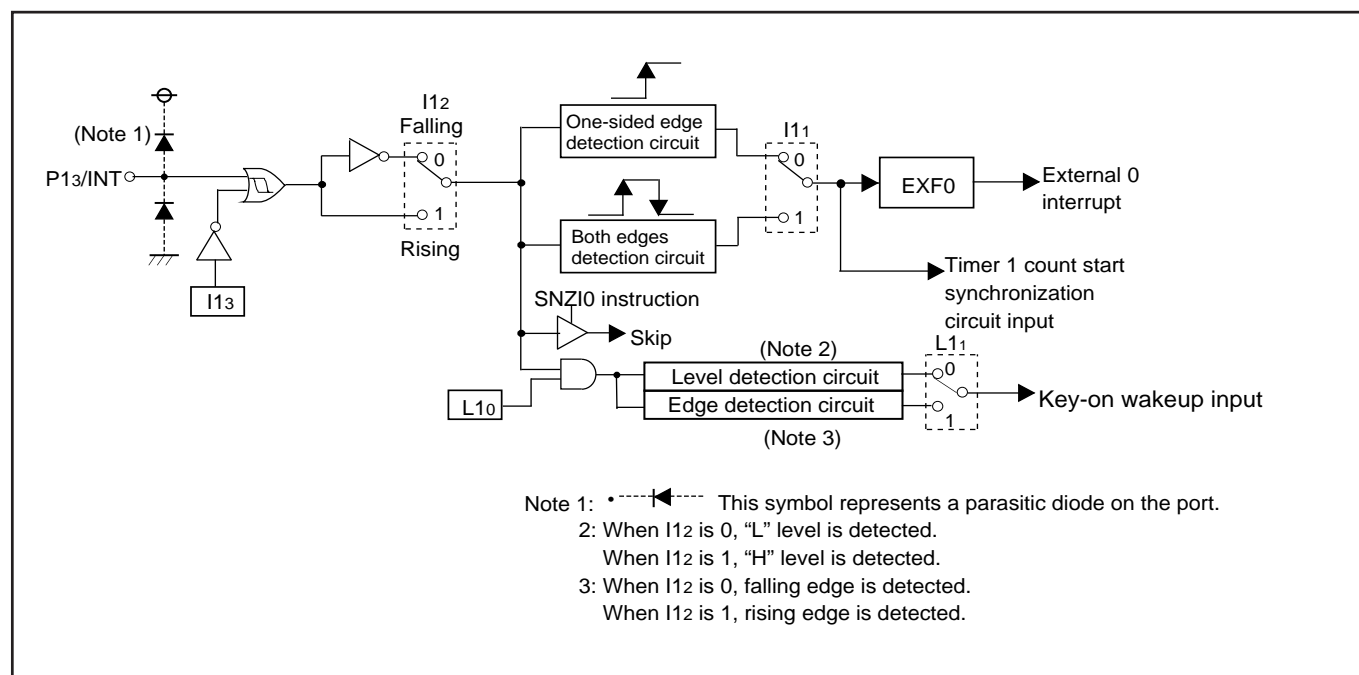 I12
Falling
0
1
Rising
(Note 1)
P13/INT
I13
One-sided edge
detection circuit
Both edges
detection circuit
I11
0
1
EXF0
External 0
interrupt
Timer 1 count start
synchronization
circuit input
SNZI0 instruction
Skip
L10
(Note 2)
Level detection circuit
Edge detection circuit
(Note 3)
L11
0
1
Key-on wakeup input
Note 1: This symbol represents a parasitic diode on the port.
2: When I12 is 0, “L” level is detected.
When I12 is 1, “H” level is detected.
3: When I12 is 0, falling edge is detected.
When I12 is 1, rising edge is detected.